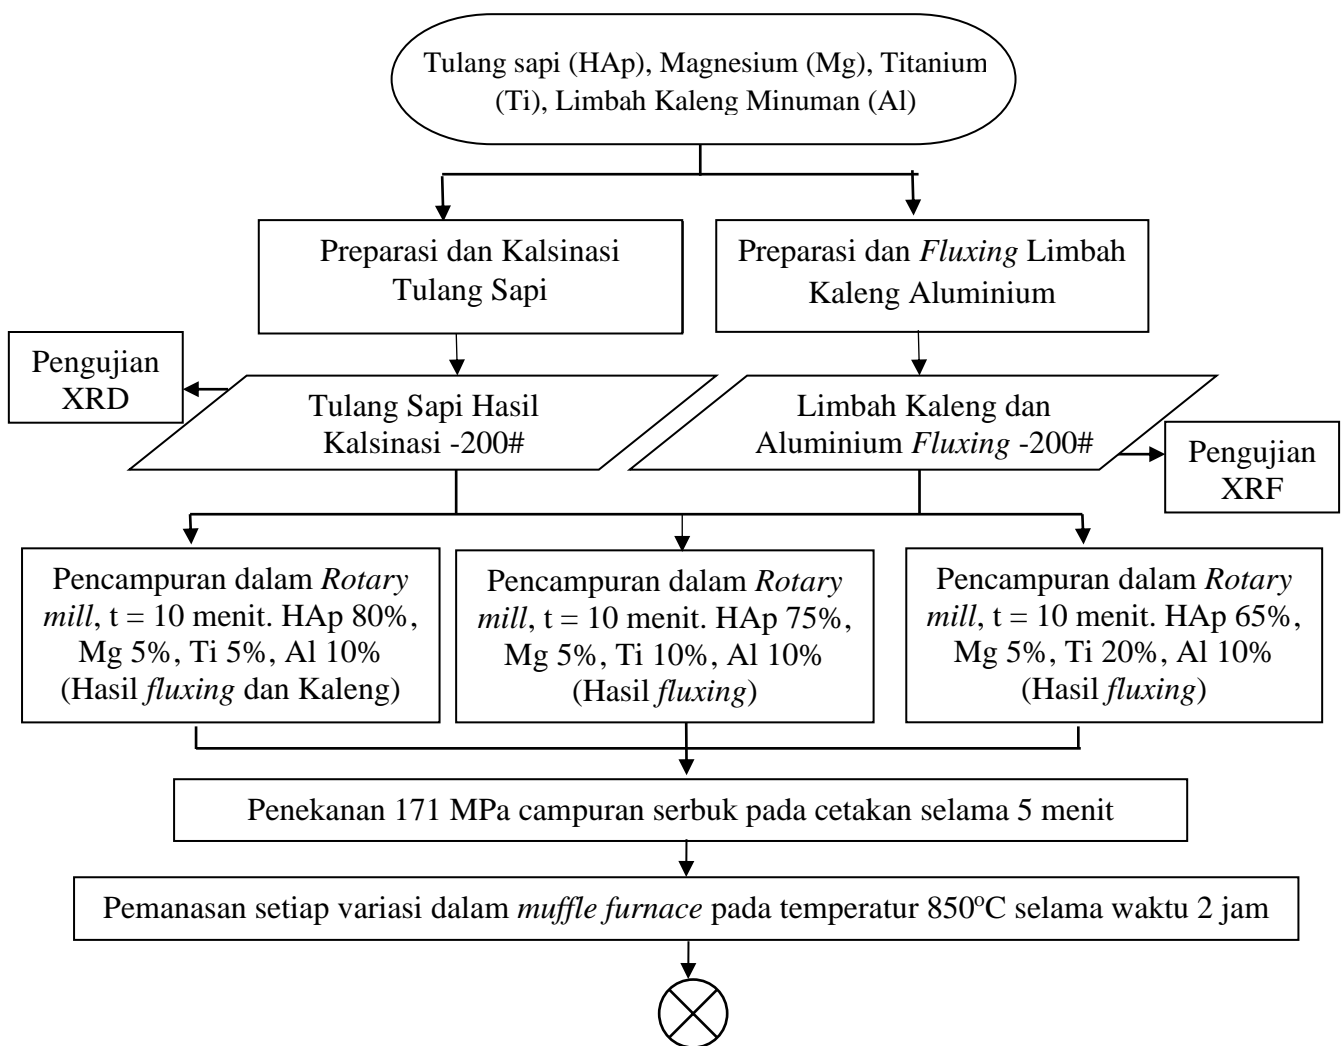 Tulang sapi (HAp), Magnesium (Mg), Titanium
(Ti), Limbah Kaleng Minuman (Al)
Preparasi dan Kalsinasi
Tulang Sapi
Preparasi dan Fluxing Limbah
Kaleng Aluminium
Pengujian
XRD
Tulang Sapi Hasil
Kalsinasi -200#
Limbah Kaleng dan
Aluminium Fluxing -200#
Pengujian
XRF
Pencampuran dalam Rotary
mill, t = 10 menit. HAp 80%,
Mg 5%, Ti 5%, Al 10%
(Hasil fluxing dan Kaleng)
Pencampuran dalam Rotary
mill, t = 10 menit. HAp 75%,
Mg 5%, Ti 10%, Al 10%
(Hasil fluxing)
Pencampuran dalam Rotary
mill, t = 10 menit. HAp 65%,
Mg 5%, Ti 20%, Al 10%
(Hasil fluxing)
Penekanan 171 MPa campuran serbuk pada cetakan selama 5 menit
Pemanasan setiap variasi dalam muffle furnace pada temperatur 850°C selama waktu 2 jam